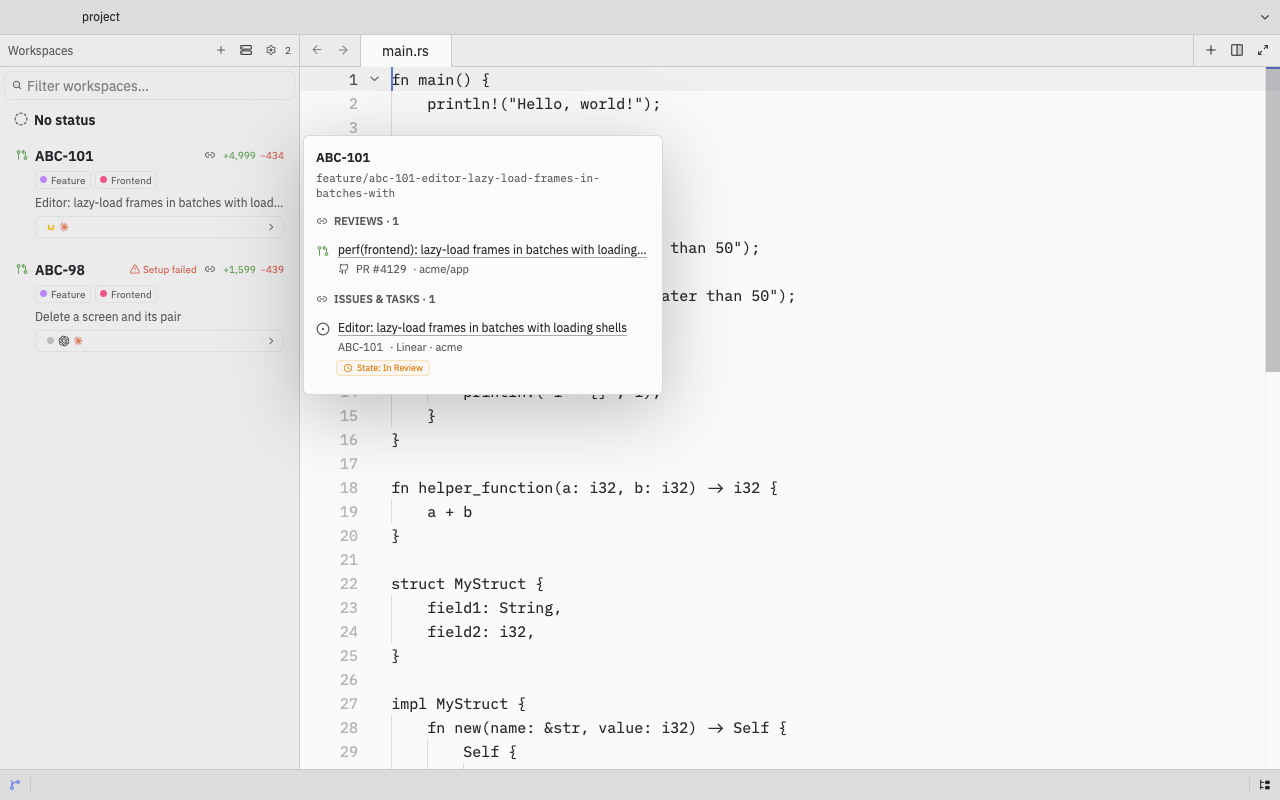 project
Workspaces
2
main.rs
Filter workspaces...
No status
ABC-101
+4,999 −434
Feature
Frontend
Editor: lazy-load frames in batches with load...
ABC-98
Setup failed
+1,599 −439
Feature
Frontend
Delete a screen and its pair
ABC-101
feature/abc-101-editor-lazy-load-frames-in-
batches-with
REVIEWS · 1
perf(frontend): lazy-load frames in batches with loading...
PR #4129 · acme/app
ISSUES & TASKS · 1
Editor: lazy-load frames in batches with loading shells
ABC-101 · Linear · acme
State: In Review
1 fn main() {
2 println!("Hello, world!");
3
than 50");
ater than 50");
15 }
16 }
17
18 fn helper_function(a: i32, b: i32) -> i32 {
19 a + b
20 }
21
22 struct MyStruct {
23 field1: String,
24 field2: i32,
25 }
26
27 impl MyStruct {
28 fn new(name: &str, value: i32) -> Self {
29 Self {